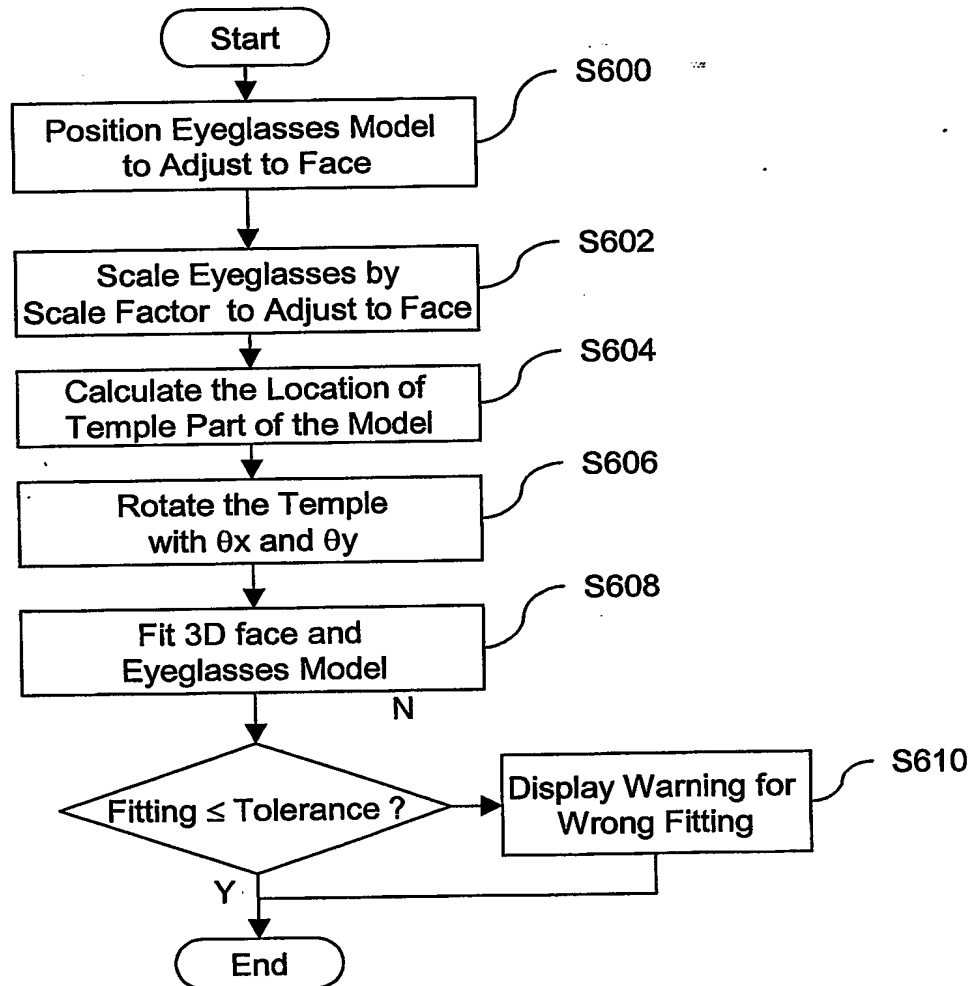 Start
S600
Position Eyeglasses Model
to Adjust to Face
S602
Scale Eyeglasses by
Scale Factor to Adjust to Face
S604
Calculate the Location of
Temple Part of the Model
S606
Rotate the Temple
with θx and θy
S608
Fit 3D face and
Eyeglasses Model
N
S610
Fitting ≤ Tolerance ?
Display Warning for
Wrong Fitting
Y
End